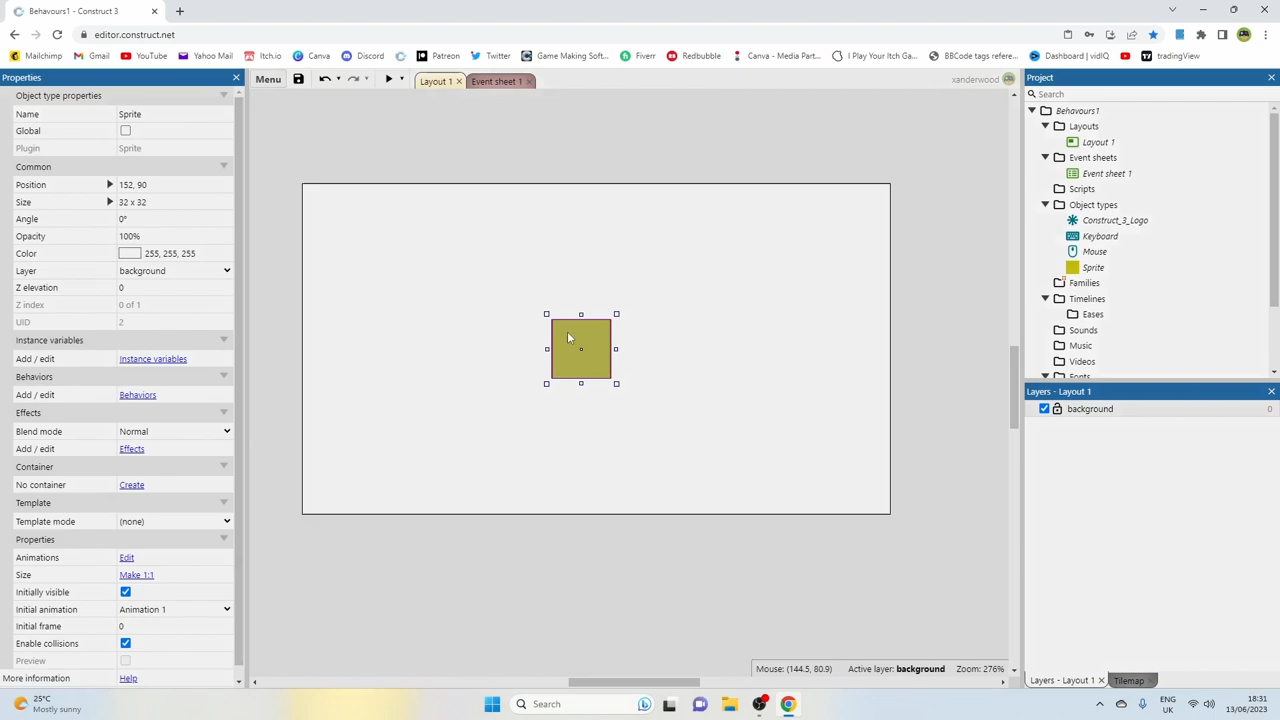 Behavours1 - Construct 3
editor.construct.net
Mailchimp Gmail YouTube Yahoo Mail Itch.io Canva Discord Patreon Twitter Game Making Soft... Fiverr Redbubble Canva - Media Part... I Play Your Itch Ga... BBCode tags refere... Dashboard | vidIQ tradingView
Properties
Menu
Layout 1
Event sheet 1
xanderwood
Project
Object type properties
Name Sprite
Global
Plugin Sprite
Common
Position 152, 90
Size 32 x 32
Angle 0°
Opacity 100%
Color 255, 255, 255
Layer background
Z elevation 0
Z index 0 of 1
UID 2
Instance variables
Add / edit Instance variables
Behaviors
Add / edit Behaviors
Effects
Blend mode Normal
Add / edit Effects
Container
No container Create
Template
Template mode (none)
Properties
Animations Edit
Size Make 1:1
Initially visible
Initial animation Animation 1
Initial frame 0
Enable collisions
Preview
More information Help
Mouse: (144.5, 80.9) Active layer: background Zoom: 276%
Search
Behavours1
Layouts
Layout 1
Event sheets
Event sheet 1
Scripts
Object types
Construct_3_Logo
Keyboard
Mouse
Sprite
Families
Timelines
Eases
Sounds
Music
Videos
Fonts
Layers - Layout 1
background 0
Layers - Layout 1 Tilemap
25°C
Mostly sunny
Search
ENG
UK
18:31
13/06/2023